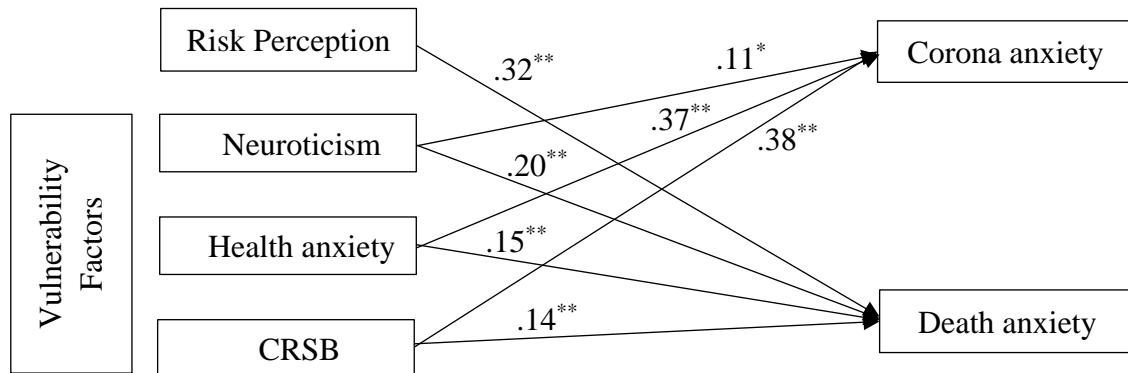 Vulnerability
Factors
Risk Perception
Neuroticism
Health anxiety
CRSB
.32**
.11*
.37**
.38**
.20**
.15**
.14**
Corona anxiety
Death anxiety